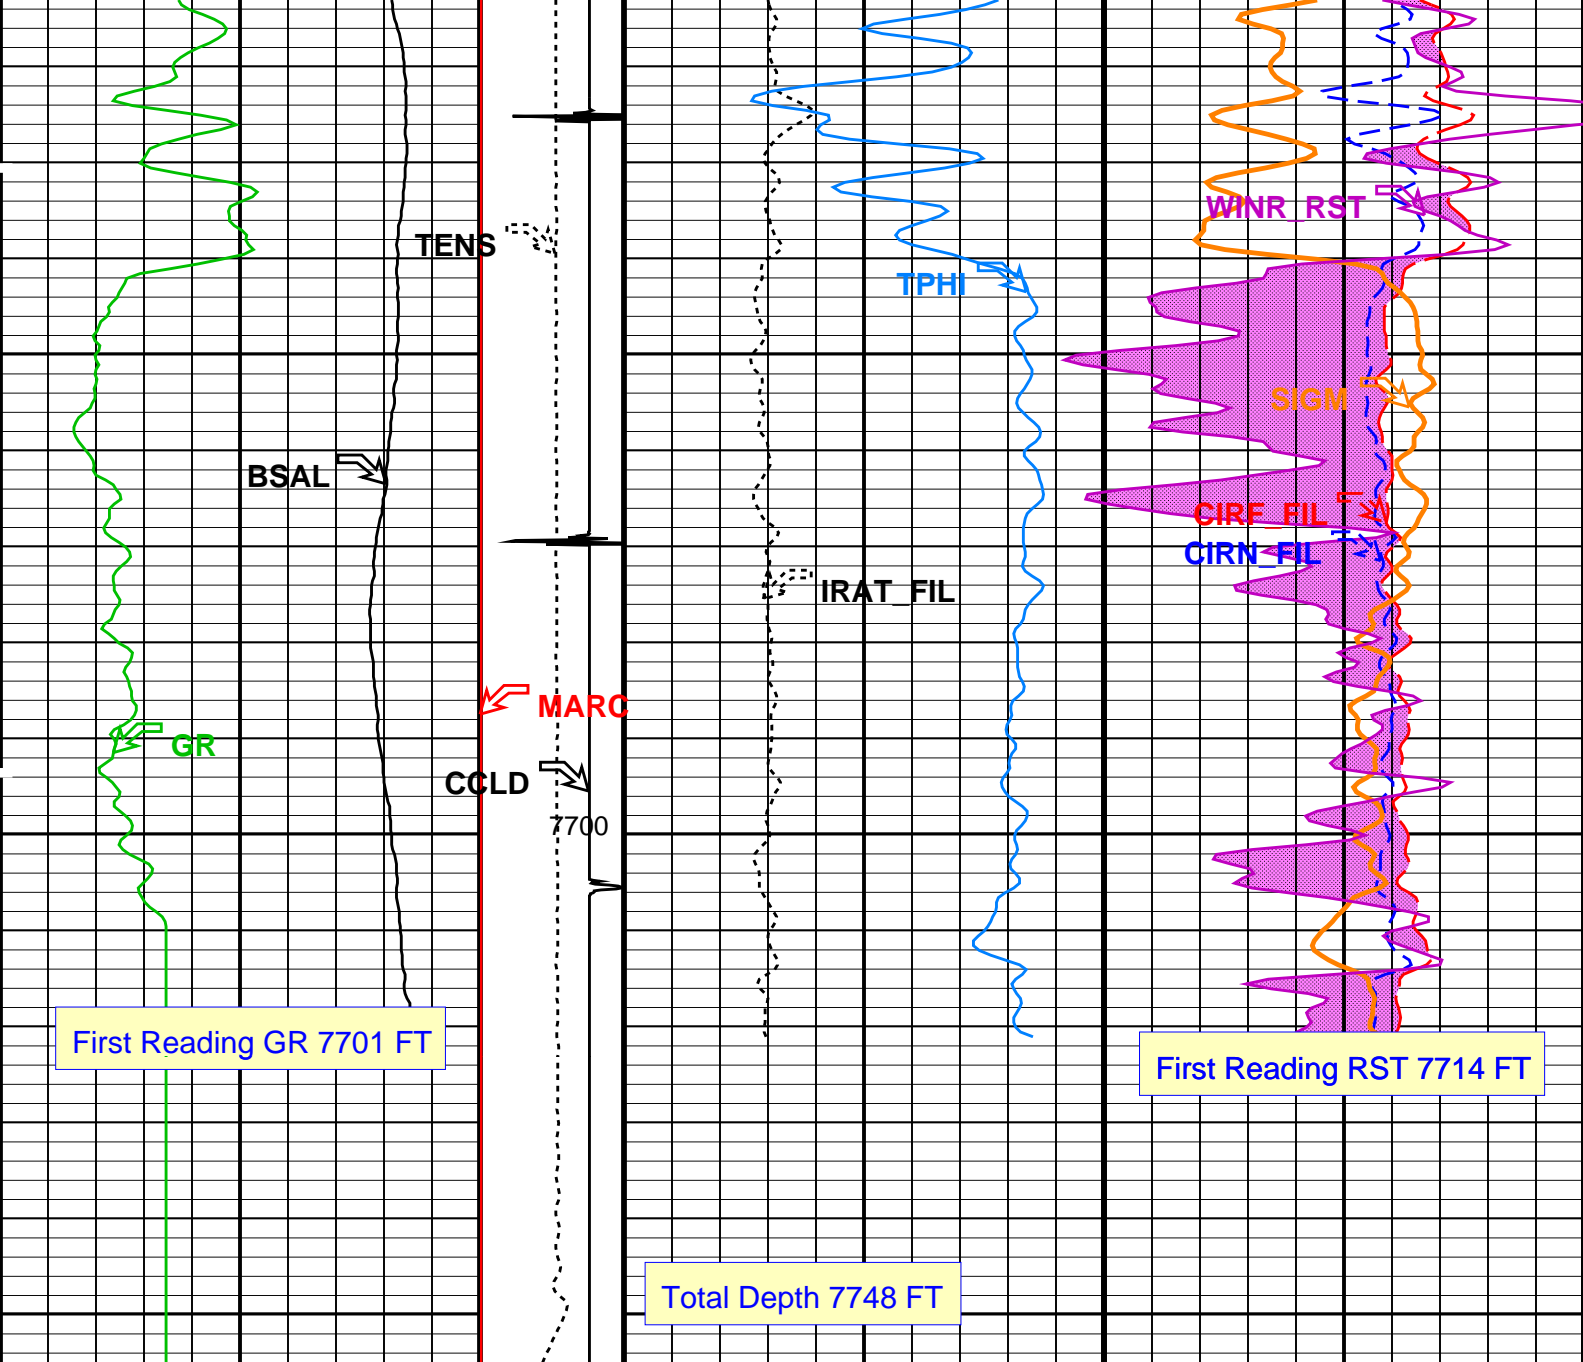 WINR_RST
TENS
TPHI
SIGM
BSAL
CIRF_FIL
CIRN_FIL
IRAT_FIL
MARC
GR
CCLD
7700
First Reading GR 7701 FT
First Reading RST 7714 FT
Total Depth 7748 FT